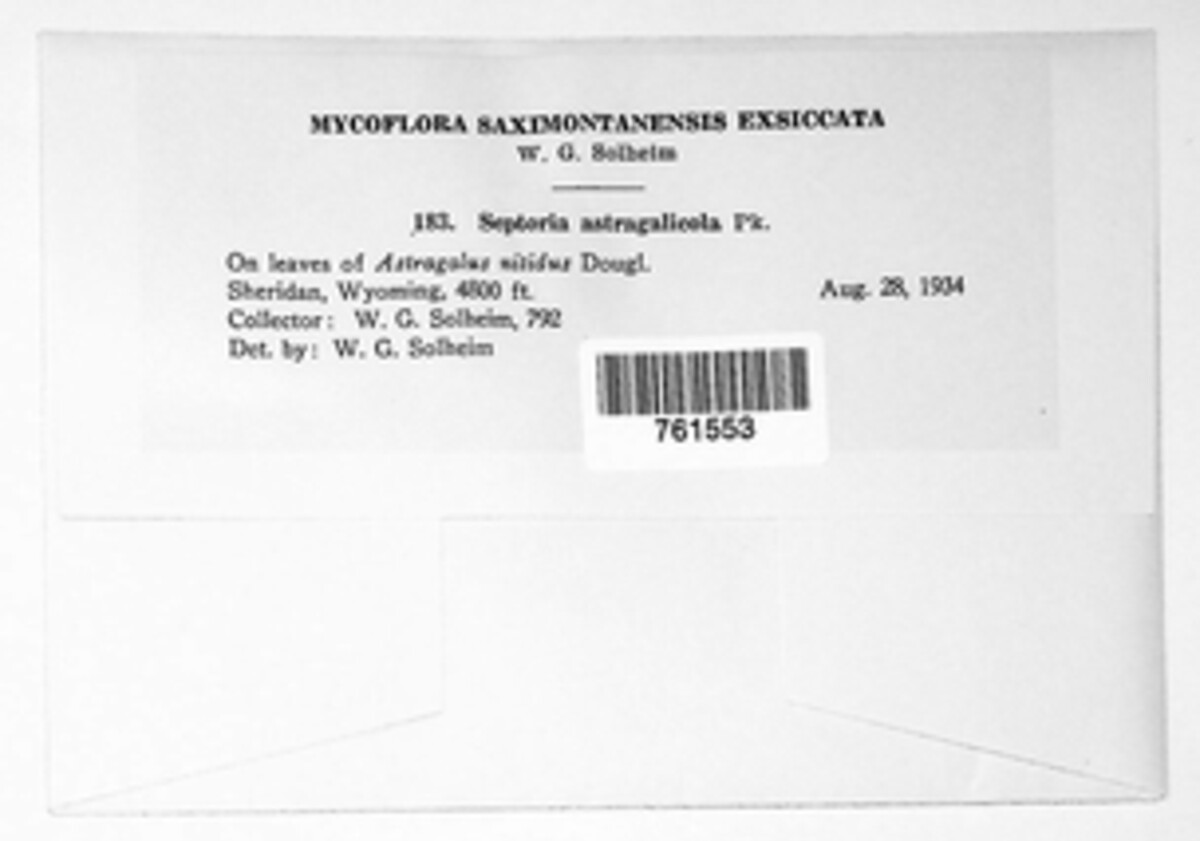 MYCOFLORA SAXIMONTANENSIS EXSICCATA
W. G. Solheim
183. Septoria astragalicola Pk.
On leaves of Astragalus nitidus Dougl.
Sheridan, Wyoming, 4800 ft. Aug. 28, 1934
Collector: W. G. Solheim, 792
Det. by: W. G. Solheim
761553